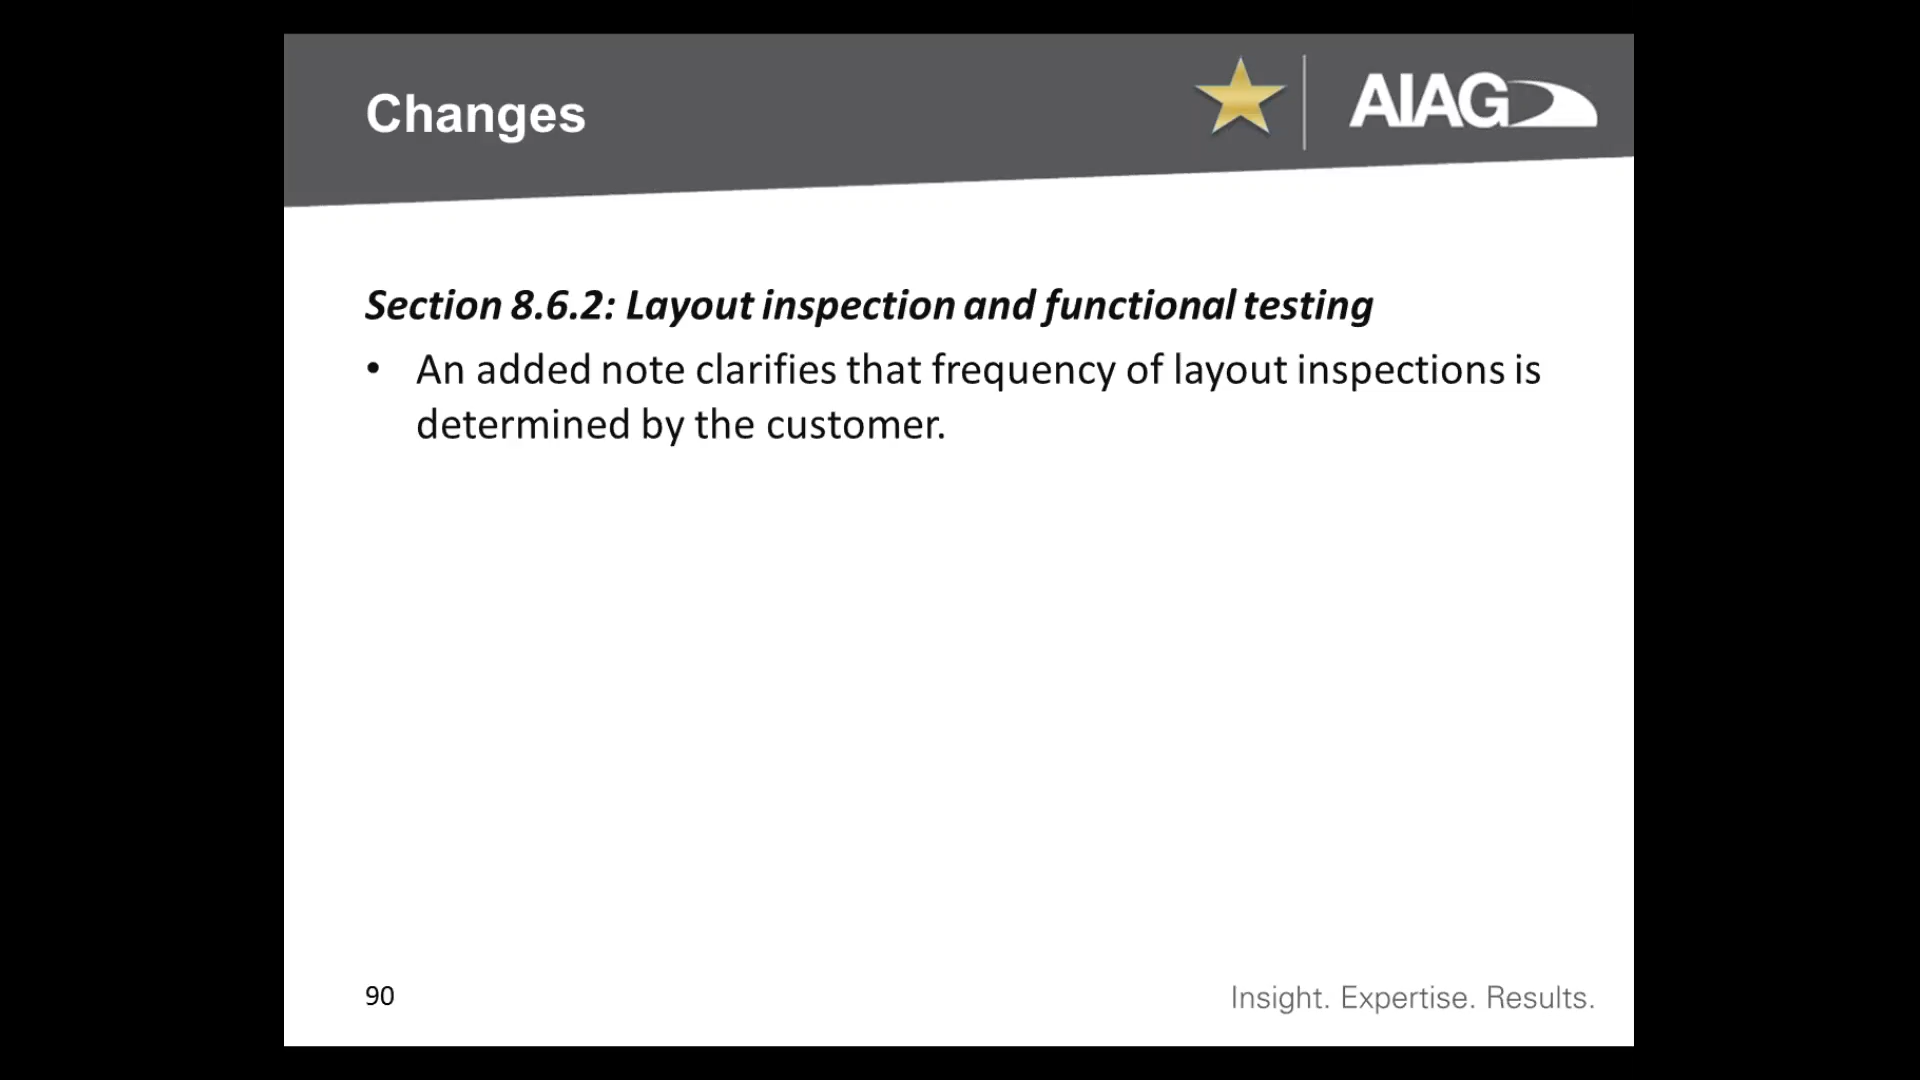 Changes
AIAG
Section 8.6.2: Layout inspection and functional testing
• An added note clarifies that frequency of layout inspections is
determined by the customer.
90
Insight. Expertise. Results.